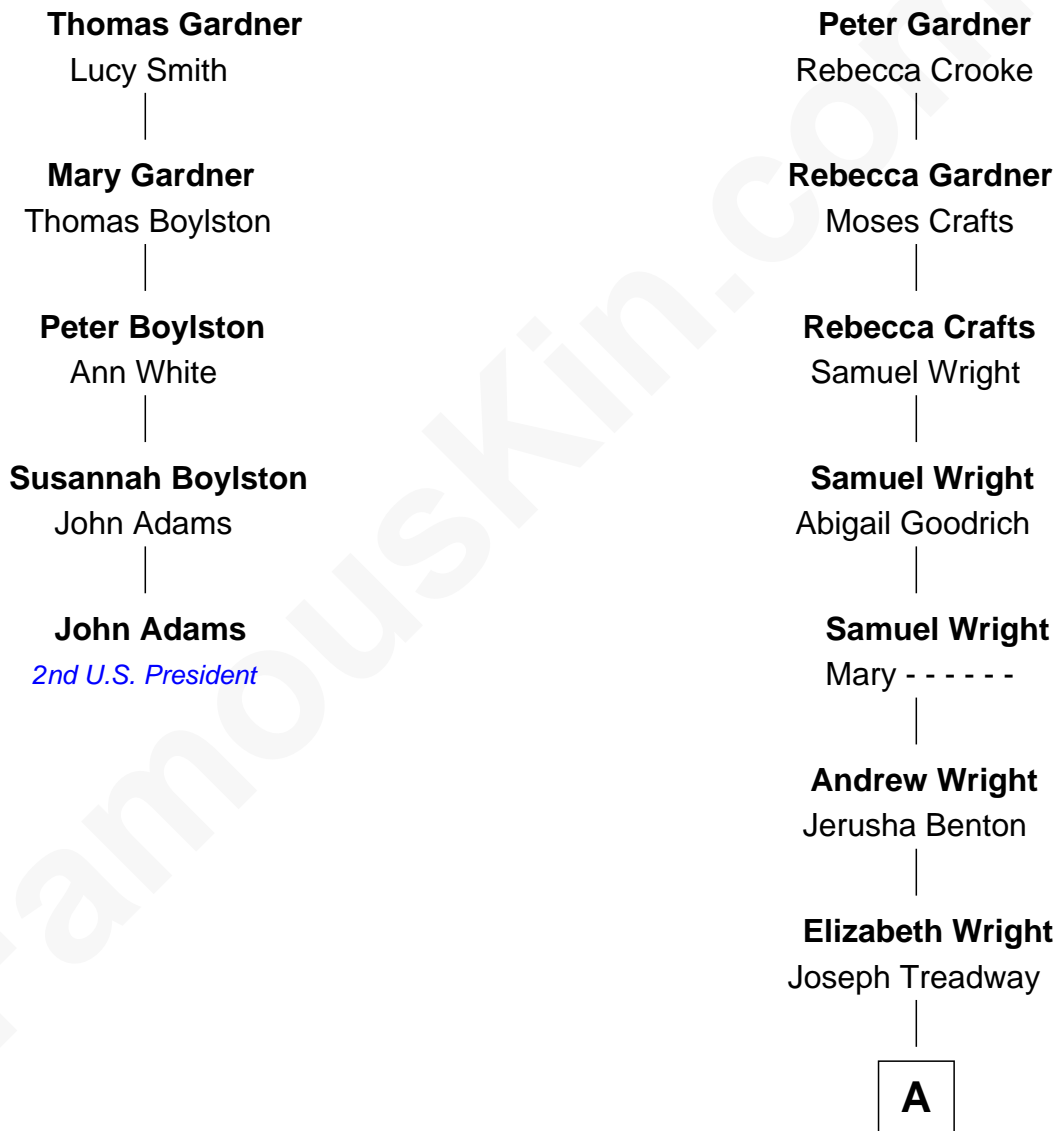 Thomas Gardner
Lucy Smith
Mary Gardner
Thomas Boylston
Peter Boylston
Ann White
Susannah Boylston
John Adams
John Adams
2nd U.S. President
Peter Gardner
Rebecca Crooke
Rebecca Gardner
Moses Crafts
Rebecca Crafts
Samuel Wright
Samuel Wright
Abigail Goodrich
Samuel Wright
Mary - - - - - -
Andrew Wright
Jerusha Benton
Elizabeth Wright
Joseph Treadway
A
FamousKin.com